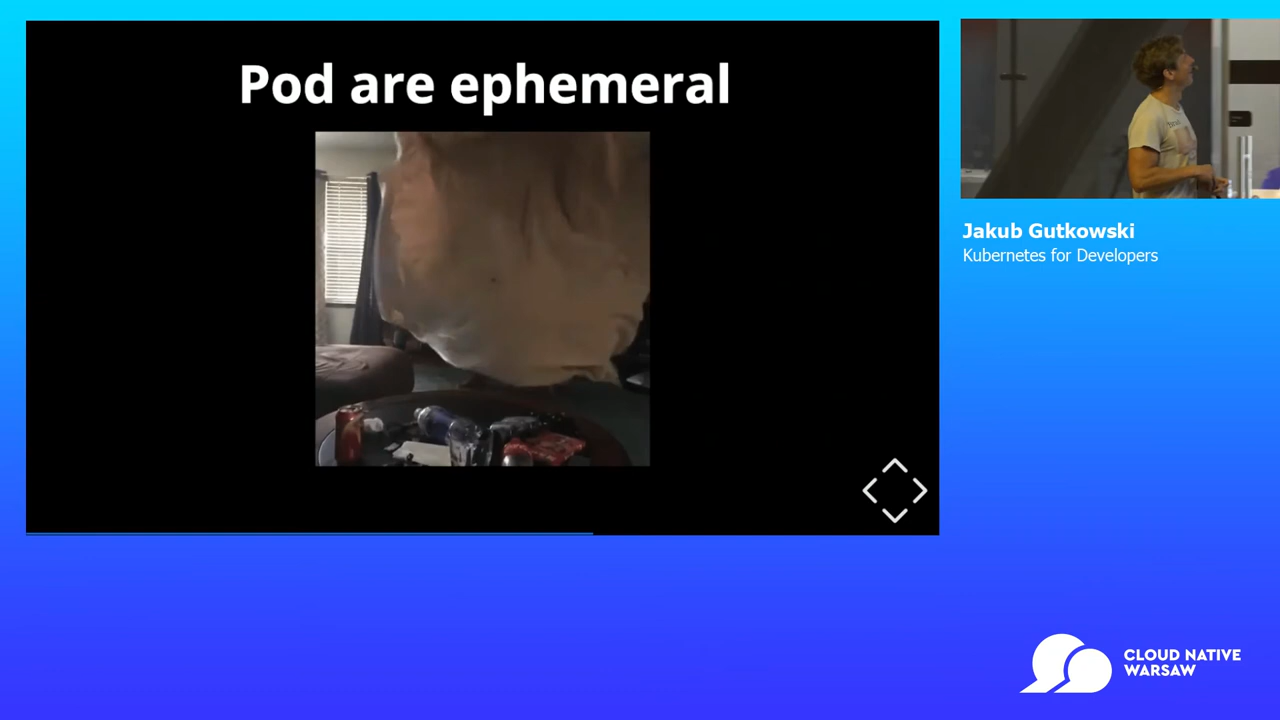 Pod are ephemeral
Jakub Gutkowski
Kubernetes for Developers
CLOUD NATIVE
WARSAW